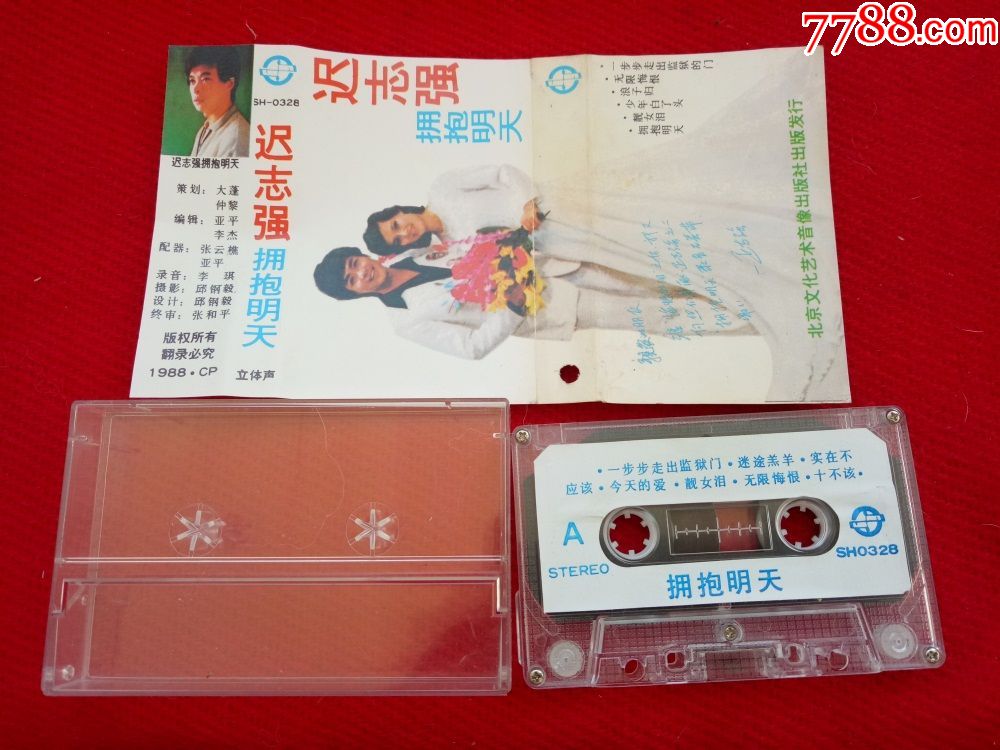 7788.com
SH-0328
迟志强拥抱明天
策划：大蓬
仲黎
编辑：亚平
李杰
配器：张云樵
亚平
录音：李琪
摄影：邱钢毅
设计：邱钢毅
终审：张和平
版权所有
翻录必究
1988·CP
迟志强
拥抱明天
立体声
迟志强
拥抱明天
·一步步走出监狱的门
·无限悔恨
·浪子归
·少年白了头
·靓女泪
·拥抱明天
北京文化艺术音像出版社出版发行
·一步步走出监狱门·迷途羔羊·实在不
应该·今天的爱·靓女泪·无限悔恨·十不该·
A
STEREO
SH0328
拥抱明天